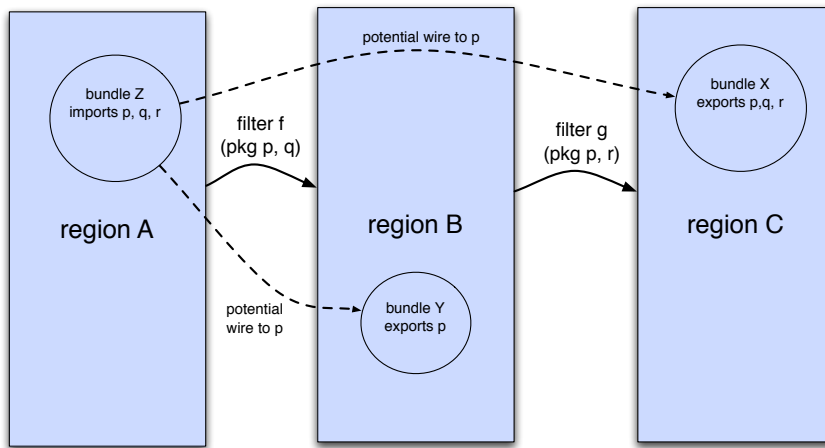 potential wire to p
bundle Z
imports p, q, r
bundle X
exports p,q, r
filter f
(pkg p, q)
filter g
(pkg p, r)
region A
region B
region C
potential
wire to p
bundle Y
exports p